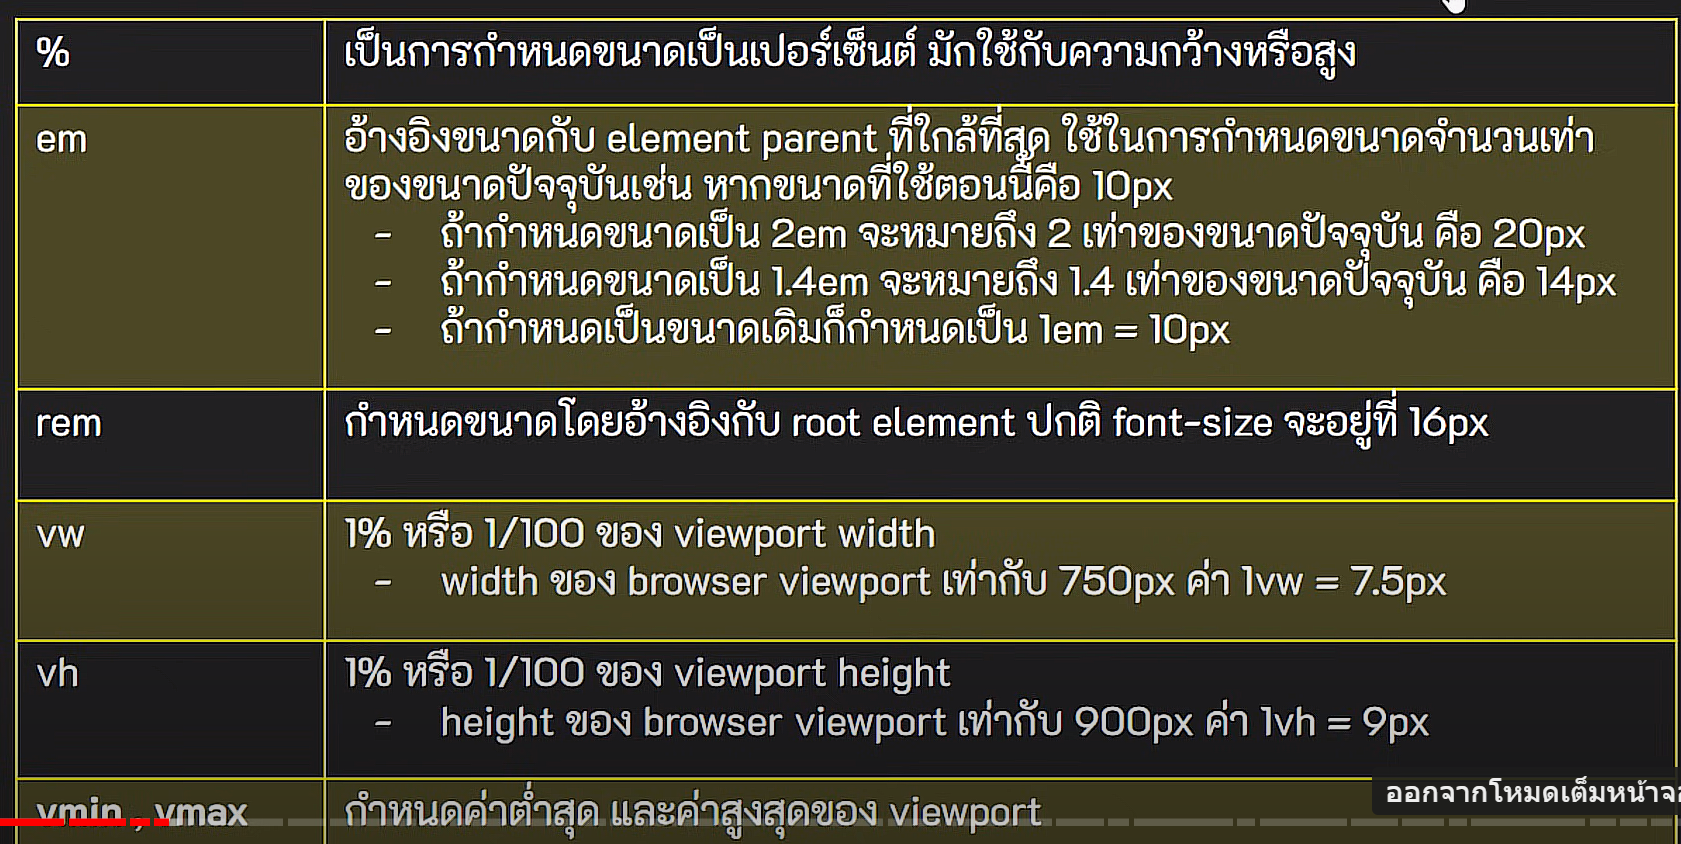 %
เป็นการกำหนดขนาดเป็นเปอร์เซ็นต์ มักใช้กับความกว้างหรือสูง
em
อ้างอิงขนาดกับ element parent ที่ใกล้ที่สุด ใช้ในการกำหนดขนาดจำนวนเท่า
ของขนาดปัจจุบันเช่น หากขนาดที่ใช้ตอนนี้คือ 10px
- ถ้ากำหนดขนาดเป็น 2em จะหมายถึง 2 เท่าของขนาดปัจจุบัน คือ 20px
- ถ้ากำหนดขนาดเป็น 1.4em จะหมายถึง 1.4 เท่าของขนาดปัจจุบัน คือ 14px
- ถ้ากำหนดเป็นขนาดเดิมก็กำหนดเป็น 1em = 10px
rem
กำหนดขนาดโดยอ้างอิงกับ root element ปกติ font-size จะอยู่ที่ 16px
vw
1% หรือ 1/100 ของ viewport width
- width ของ browser viewport เท่ากับ 750px ค่า 1vw = 7.5px
vh
1% หรือ 1/100 ของ viewport height
- height ของ browser viewport เท่ากับ 900px ค่า 1vh = 9px
vmin , vmax
กำหนดค่าต่ำสุด และค่าสูงสุดของ viewport
ออกจากโหมดเต็มหน้าจอ